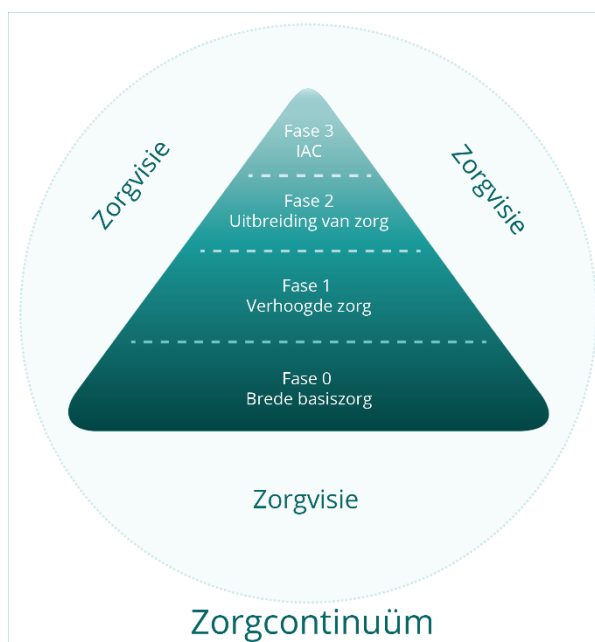 Zorgvisie
Zorgvisie
Fase 3
IAC
Fase 2
Uitbreiding van zorg
Fase 1
Verhoogde zorg
Fase 0
Brede basiszorg
Zorgvisie
Zorgcontinuüm